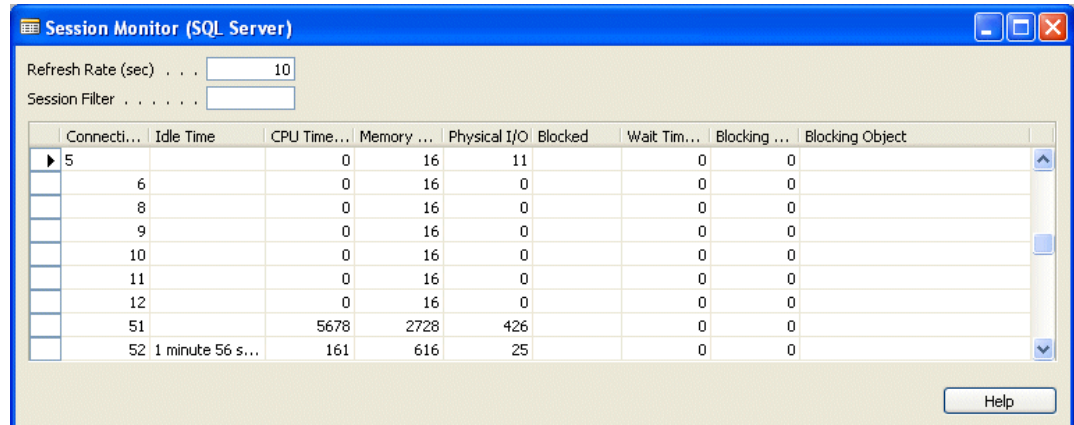 Session Monitor (SQL Server)
Refresh Rate (sec) . . . 10
Session Filter . . . . . .
Connecti... Idle Time CPU Time... Memory ... Physical I/O Blocked Wait Tim... Blocking ... Blocking Object
5 0 16 11 0 0
6 0 16 0 0 0
8 0 16 0 0 0
9 0 16 0 0 0
10 0 16 0 0 0
11 0 16 0 0 0
12 0 16 0 0 0
51 5678 2728 426 0 0
52 1 minute 56 s... 161 616 25 0 0
Help